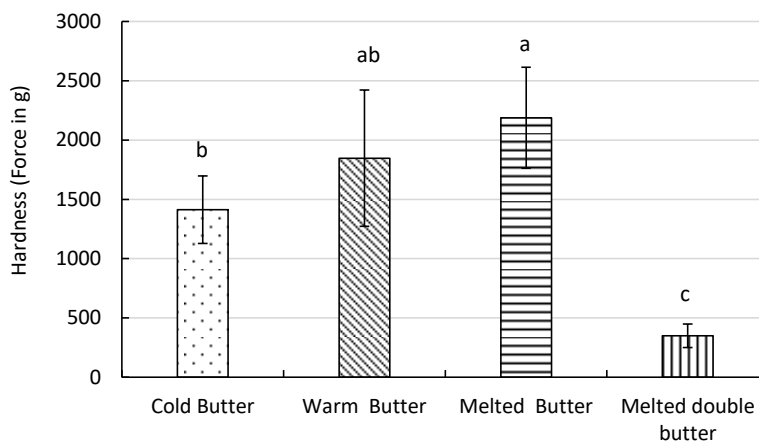 3000
2500
2000
1500
1000
500
0
Hardness (Force in g)
b
ab
a
c
Cold Butter
Warm Butter
Melted Butter
Melted double
butter